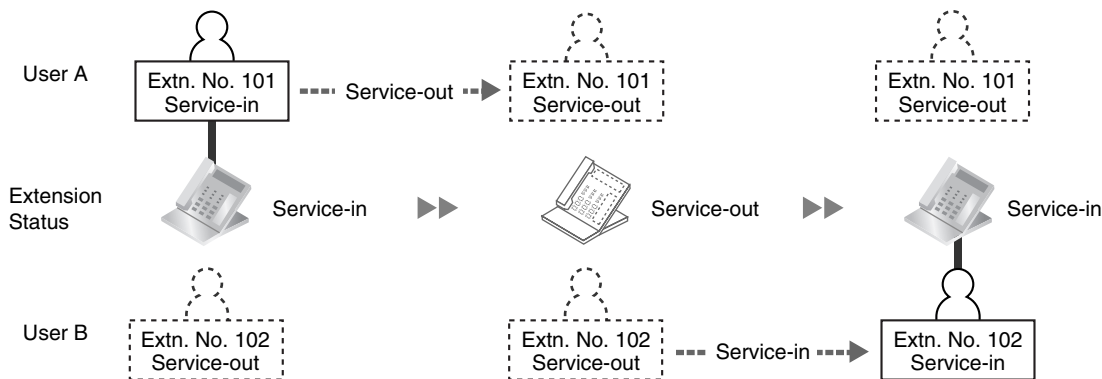 User A
Extn. No. 101
Service-in
Service-out
Extn. No. 101
Service-out
Extn. No. 101
Service-out
Extension
Status
Service-in
Service-out
Service-in
User B
Extn. No. 102
Service-out
Extn. No. 102
Service-out
Service-in
Extn. No. 102
Service-in